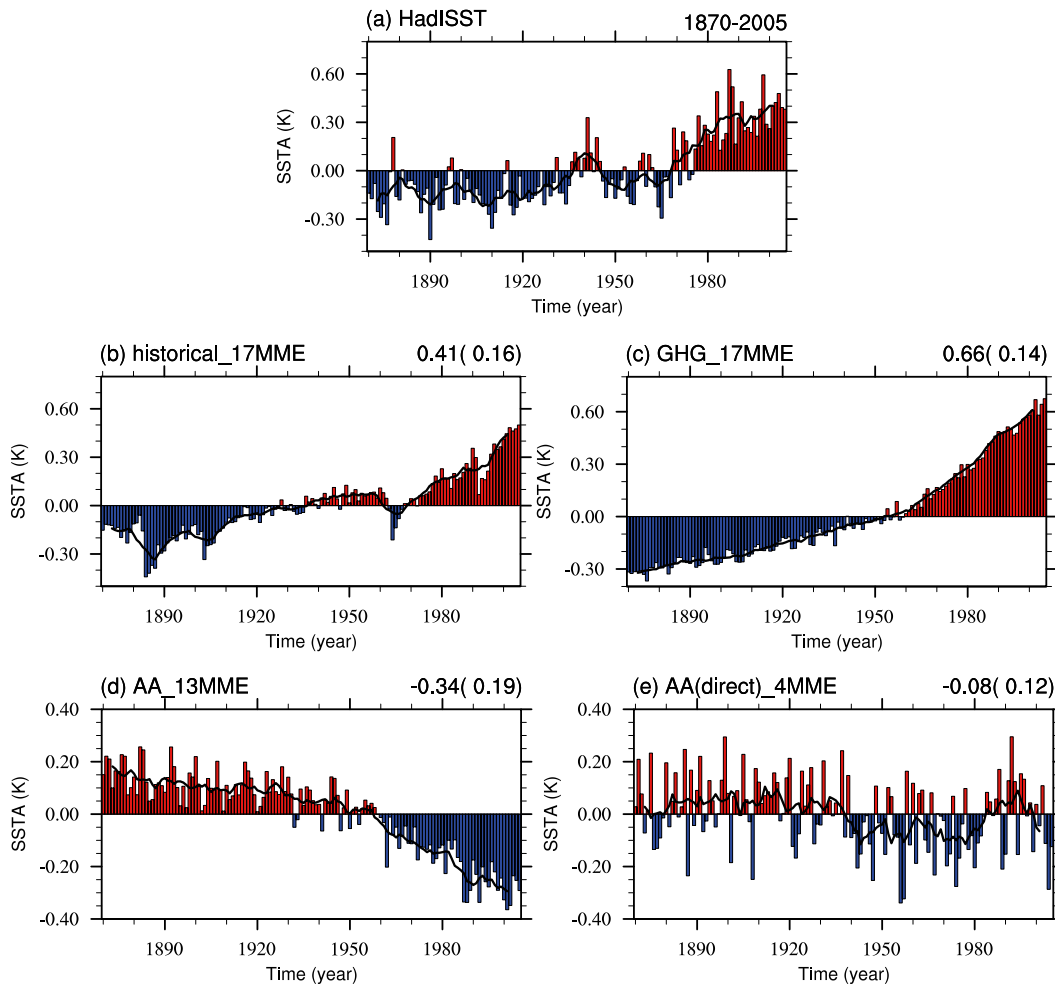 (a) HadISST 1870-2005
SSTA (K)
0.60
0.30
0.00
-0.30
1890 1920 1950 1980
Time (year)
(b) historical_17MME 0.41( 0.16)
SSTA (K)
0.60
0.30
0.00
-0.30
1890 1920 1950 1980
Time (year)
(c) GHG_17MME 0.66( 0.14)
SSTA (K)
0.60
0.30
0.00
-0.30
1890 1920 1950 1980
Time (year)
(d) AA_13MME -0.34( 0.19)
SSTA (K)
0.40
0.20
0.00
-0.20
-0.40
1890 1920 1950 1980
Time (year)
(e) AA(direct)_4MME -0.08( 0.12)
SSTA (K)
0.40
0.20
0.00
-0.20
-0.40
1890 1920 1950 1980
Time (year)